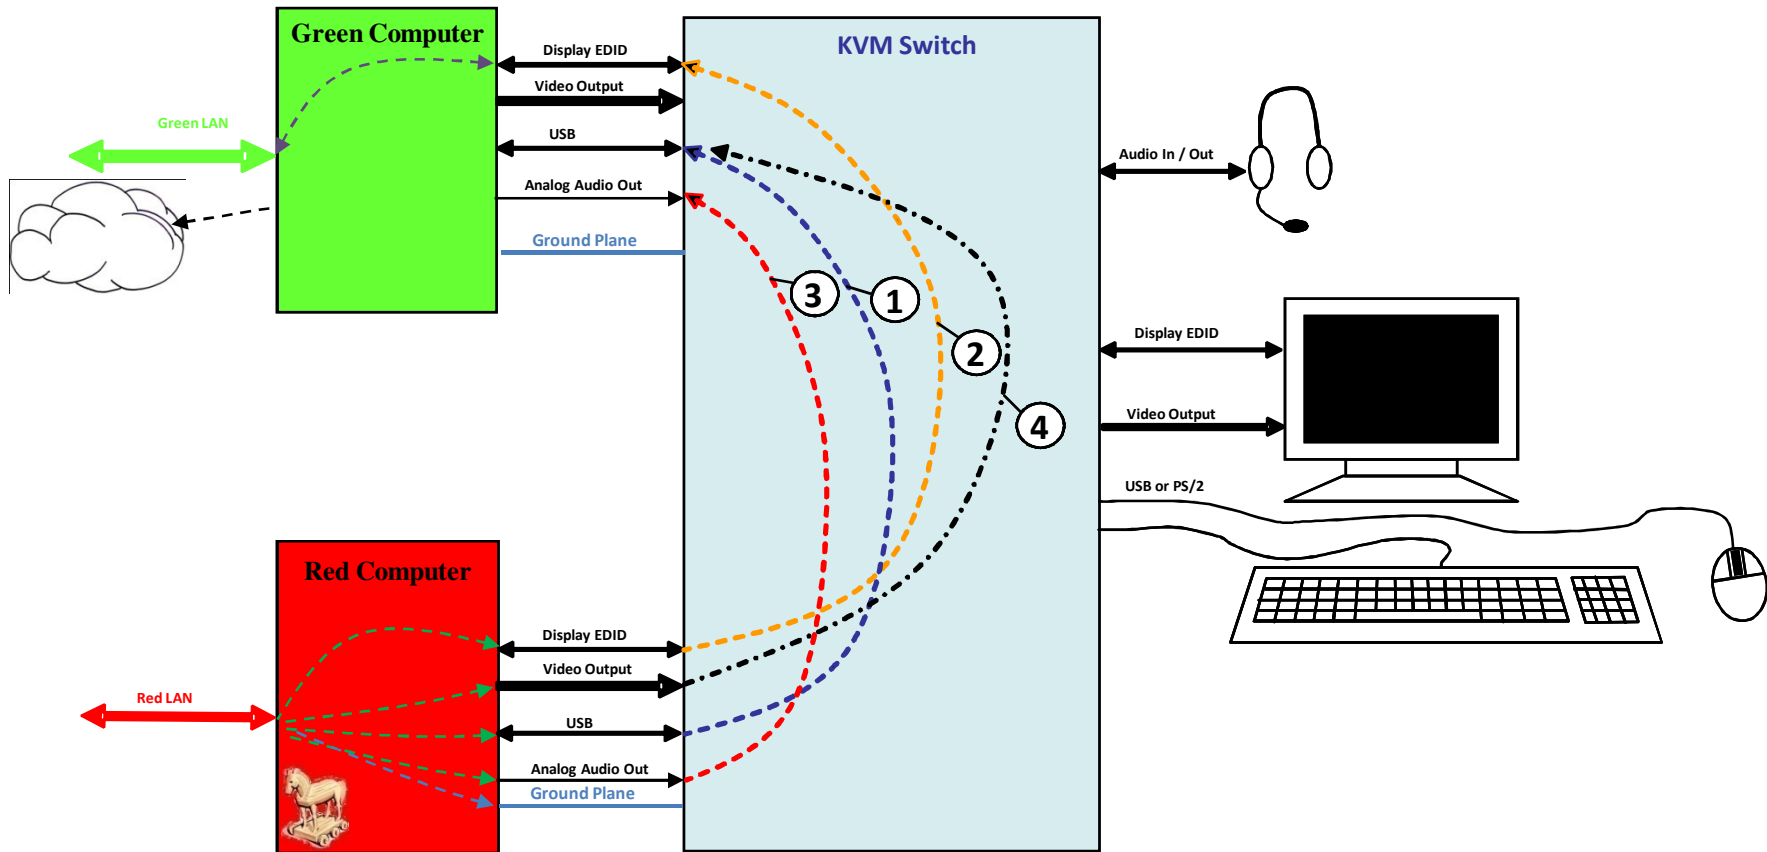 Green Computer
KVM Switch
Display EDID
Video Output
Green LAN
USB
Audio In / Out
Analog Audio Out
Ground Plane
3
1
2
Display EDID
4
Video Output
USB or PS/2
Red Computer
Display EDID
Video Output
Red LAN
USB
Analog Audio Out
Ground Plane